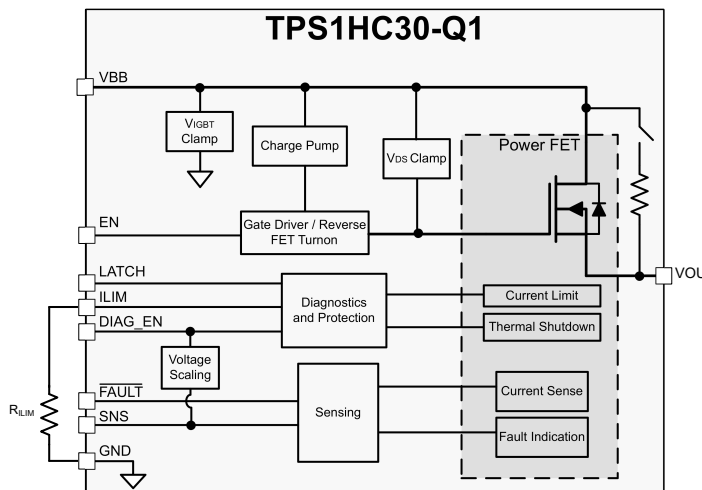 TPS1HC30-Q1
VBB
VIGBT
Clamp
Charge Pump
VDS Clamp
Power FET
EN
Gate Driver / Reverse
FET Turnon
VOU
LATCH
ILIM
DIAG_EN
Diagnostics
and Protection
Current Limit
Thermal Shutdown
Voltage
Scaling
RILIM
FAULT
SNS
GND
Sensing
Current Sense
Fault Indication